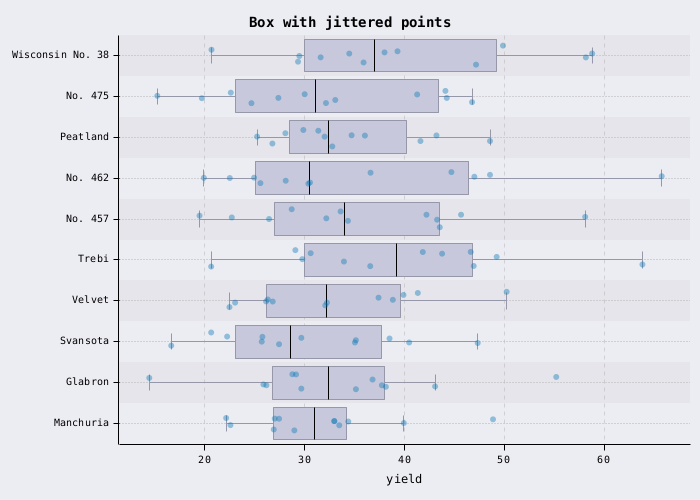 Box with jittered points
Wisconsin No. 38
No. 475
Peatland
No. 462
No. 457
Trebi
Velvet
Svansota
Glabron
Manchuria
20 30 40 50 60
yield